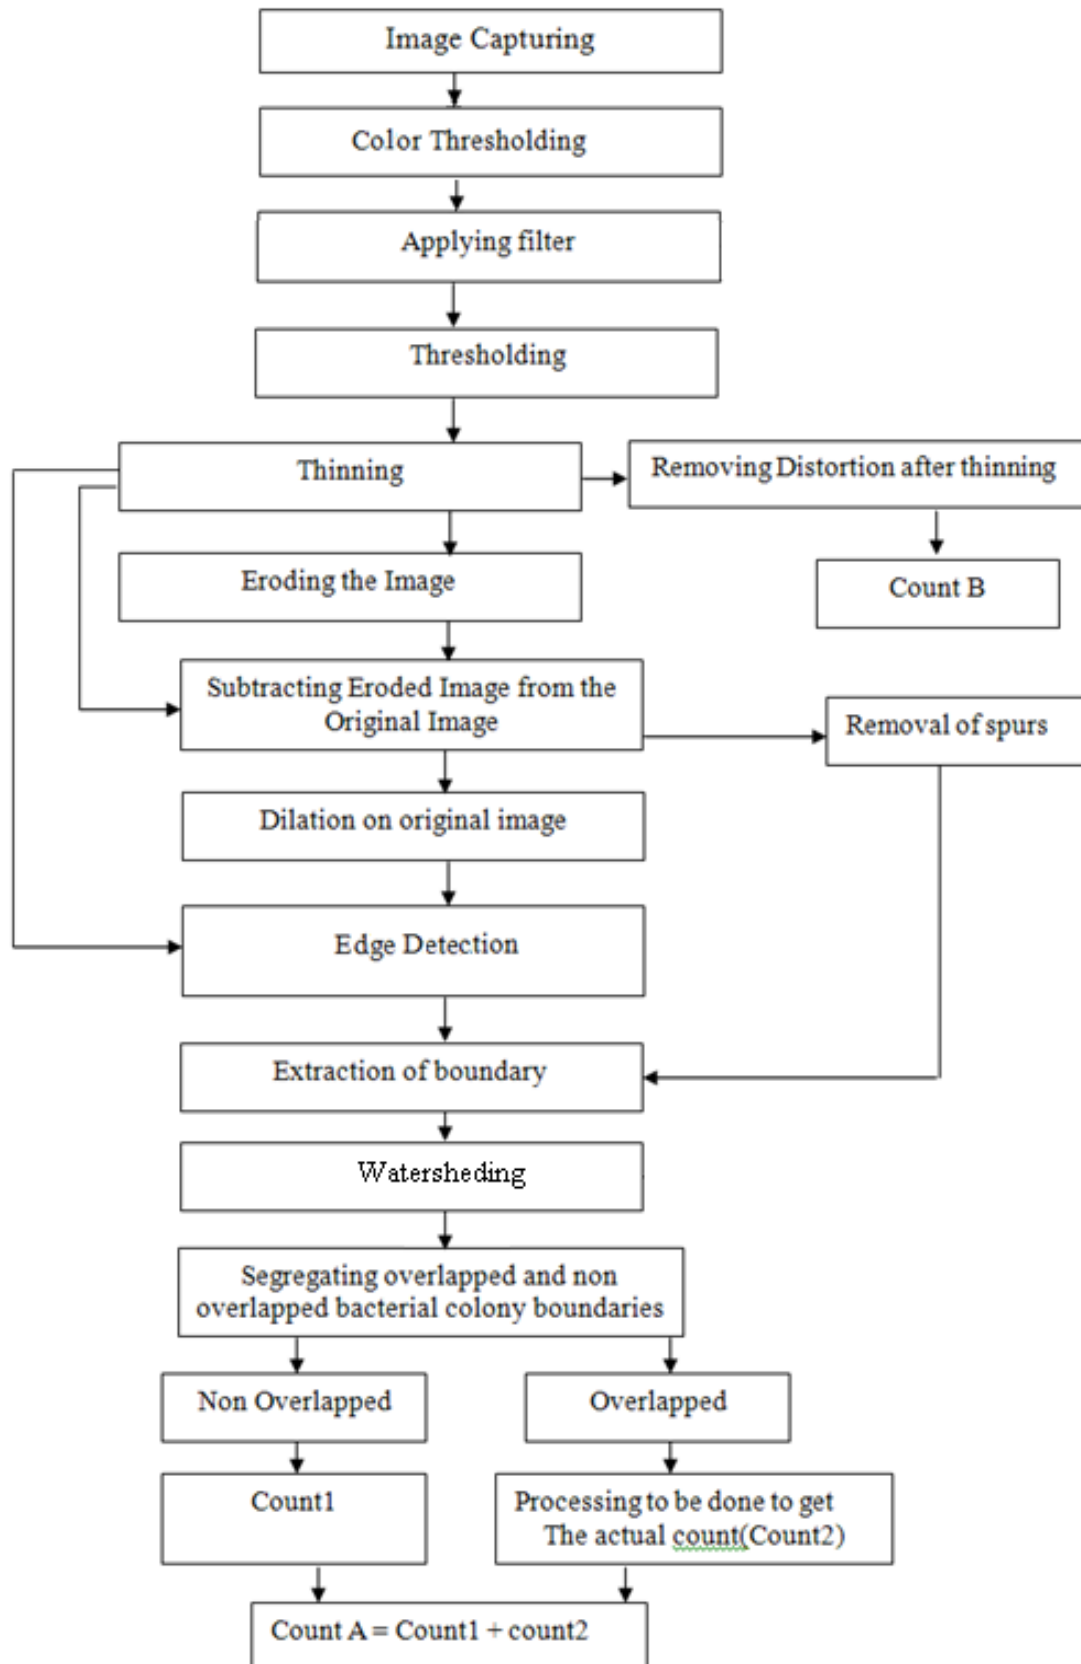 Image Capturing
Color Thresholding
Applying filter
Thresholding
Thinning
Removing Distortion after thinning
Eroding the Image
Count B
Subtracting Eroded Image from the
Original Image
Removal of spurs
Dilation on original image
Edge Detection
Extraction of boundary
Watersheding
Segregating overlapped and non
overlapped bacterial colony boundaries
Non Overlapped
Overlapped
Count1
Processing to be done to get
The actual count(Count2)
Count A = Count1 + count2